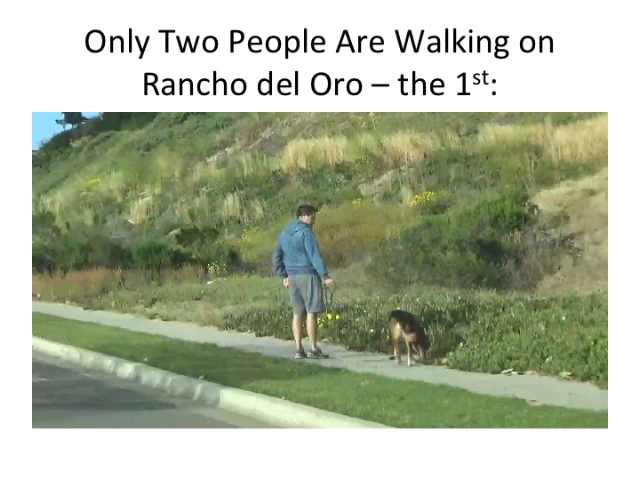 Only Two People Are Walking on
Rancho del Oro – the 1st: